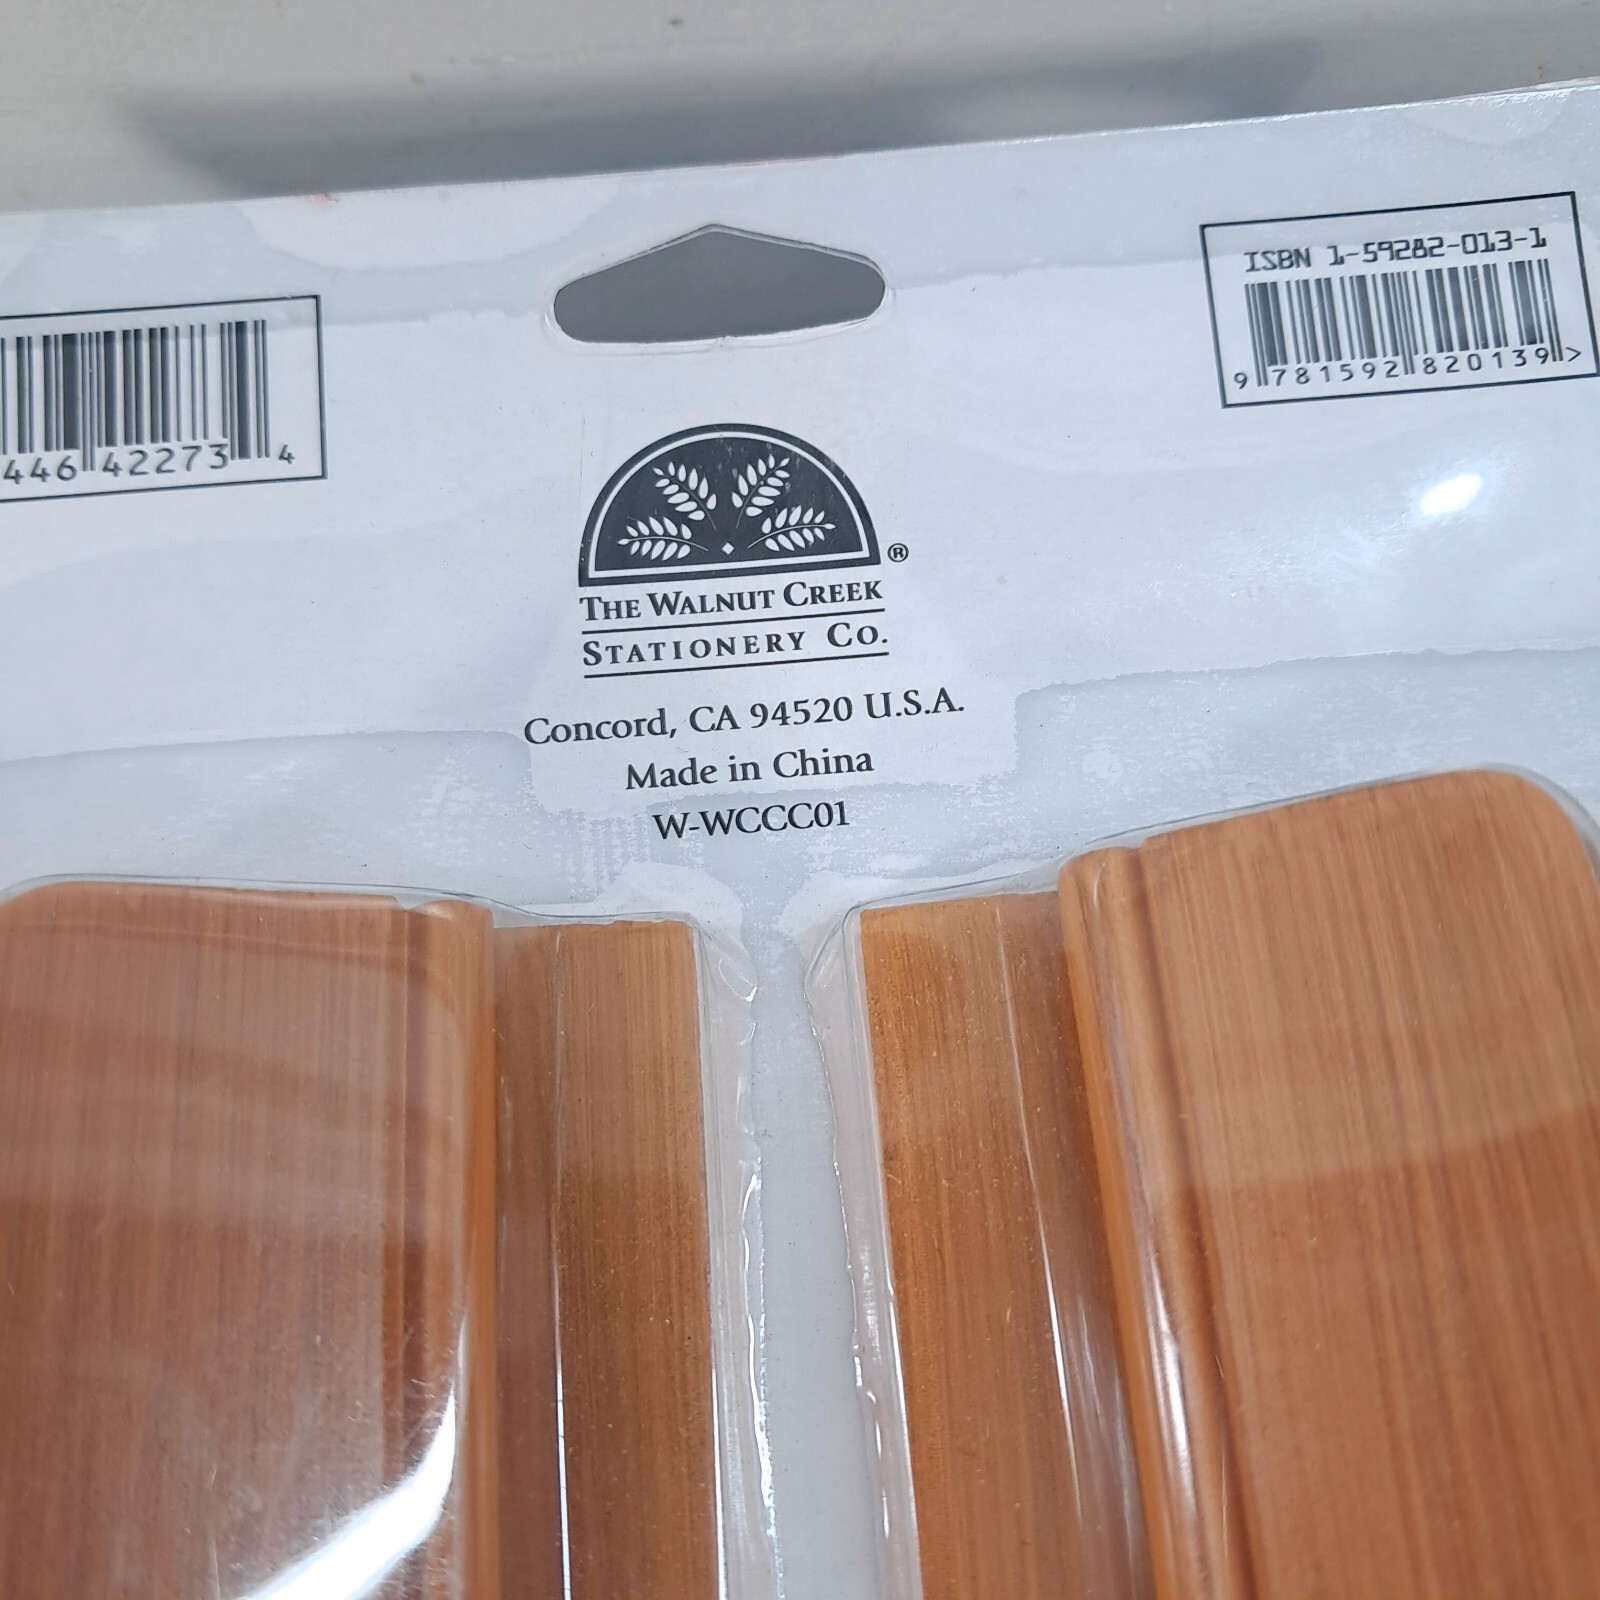 ISBN 1-59282-013-1
9 781592 820139 >
446 42273 4
®
THE WALNUT CREEK
STATIONERY CO.
Concord, CA 94520 U.S.A.
Made in China
W-WCCC01